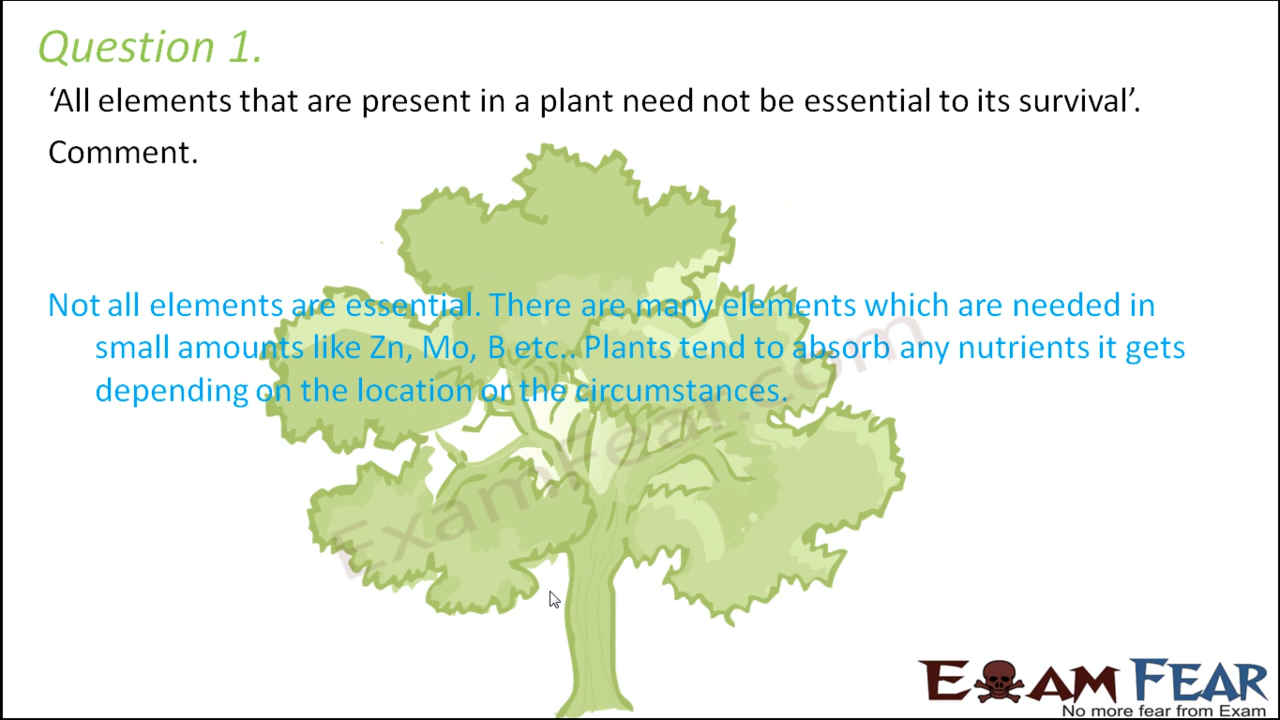 Question 1.
‘All elements that are present in a plant need not be essential to its survival’.
Comment.
Not all elements are essential. There are many elements which are needed in
small amounts like Zn, Mo, B etc.. Plants tend to absorb any nutrients it gets
depending on the location or the circumstances.
ExamFear.com
EXAM FEAR
No more fear from Exam